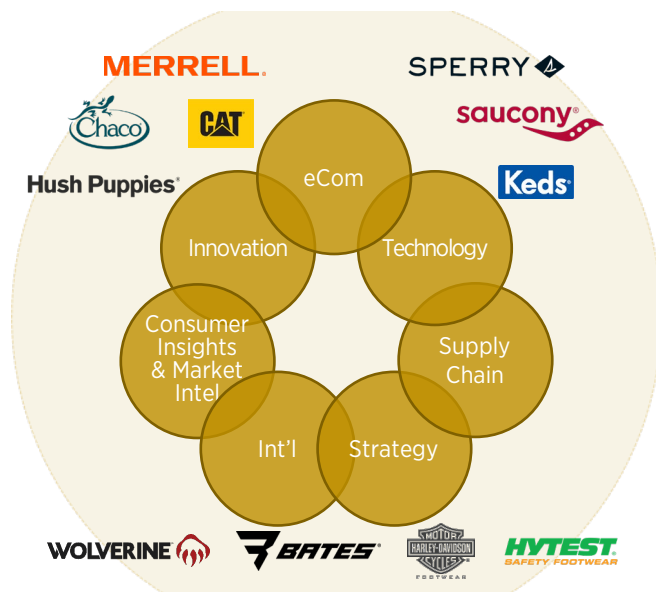 MERRELL®
SPERRY
Chaco®
CAT®
saucony®
Hush Puppies®
Keds®
eCom
Innovation
Technology
Consumer
Insights
& Market
Intel
Supply
Chain
Int'l
Strategy
WOLVERINE®
BATES®
MOTOR
HARLEY-DAVIDSON
CYCLES
FOOTWEAR
HYTEST®
SAFETY FOOTWEAR